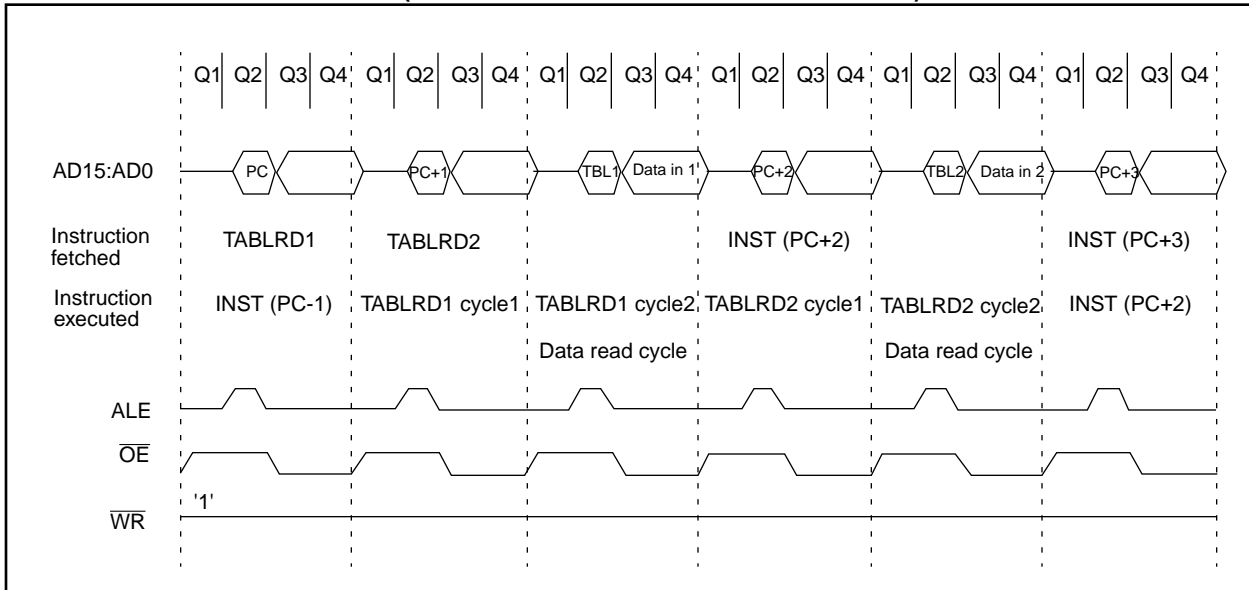 Q1 Q2 Q3 Q4 Q1 Q2 Q3 Q4 Q1 Q2 Q3 Q4 Q1 Q2 Q3 Q4 Q1 Q2 Q3 Q4 Q1 Q2 Q3 Q4
AD15:AD0 PC PC+1 TBL1 Data in 1 PC+2 TBL2 Data in 2 PC+3
Instruction
fetched
TABLRD1 TABLRD2 INST (PC+2) INST (PC+3)
Instruction
executed
INST (PC-1) TABLRD1 cycle1 TABLRD1 cycle2 TABLRD2 cycle1 TABLRD2 cycle2 INST (PC+2)
Data read cycle Data read cycle
ALE
OE
'1'
WR